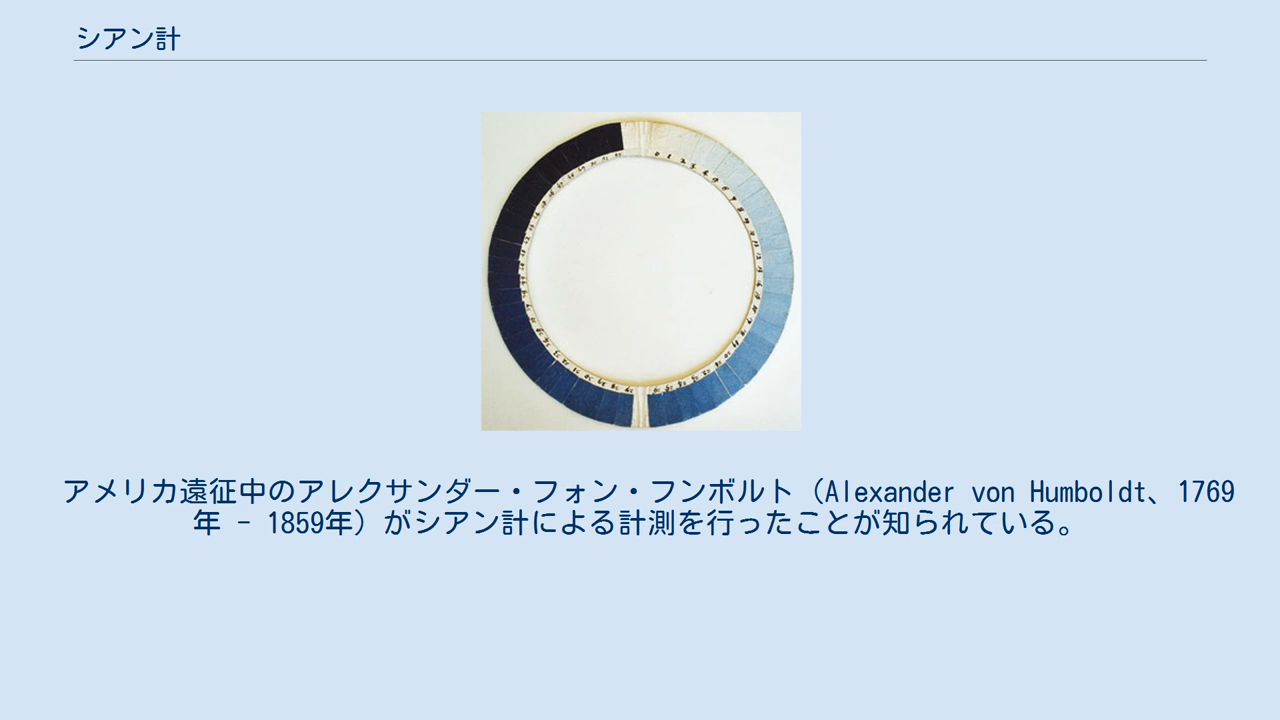 シアン計
アメリカ遠征中のアレクサンダー・フォン・フンボルト（Alexander von Humboldt、1769
年 - 1859年）がシアン計による計測を行ったことが知られている。